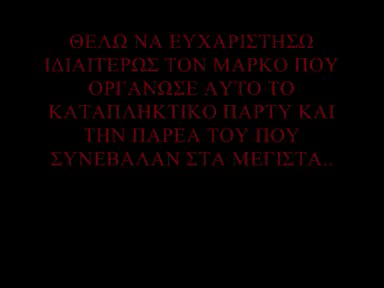 ΘΕΛΩ ΝΑ ΕΥΧΑΡΙΣΤΗΣΩ
ΙΔΙΑΙΤΕΡΩΣ ΤΟΝ ΜΑΡΚΟ ΠΟΥ
ΟΡΓΑΝΩΣΕ ΑΥΤΟ ΤΟ
ΚΑΤΑΠΛΗΚΤΙΚΟ ΠΑΡΤΥ ΚΑΙ
ΤΗΝ ΠΑΡΕΑ ΤΟΥ ΠΟΥ
ΣΥΝΕΒΑΛΑΝ ΣΤΑ ΜΕΓΙΣΤΑ..